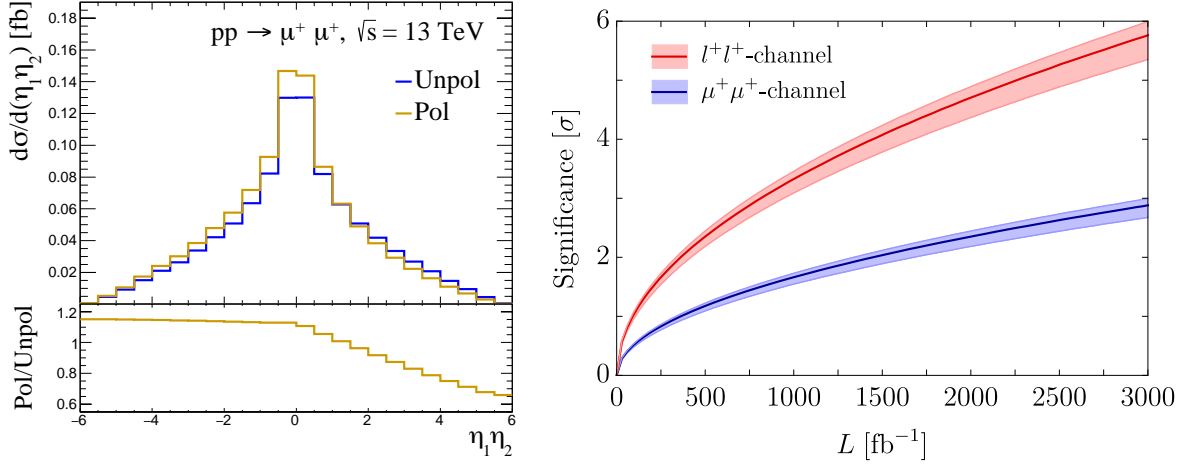 0.18
0.16
0.14
0.12
0.10
0.08
0.06
0.04
0.02
dσ/d(η₁η₂) [fb]
pp → μ⁺ μ⁺, √s = 13 TeV
Unpol
Pol
1.2
1
0.8
0.6
Pol/Unpol
−6 −4 −2 0 2 4 6
η₁η₂
6
4
2
0
Significance [σ]
l⁺l⁺-channel
μ⁺μ⁺-channel
0 500 1000 1500 2000 2500 3000
L [fb⁻¹]